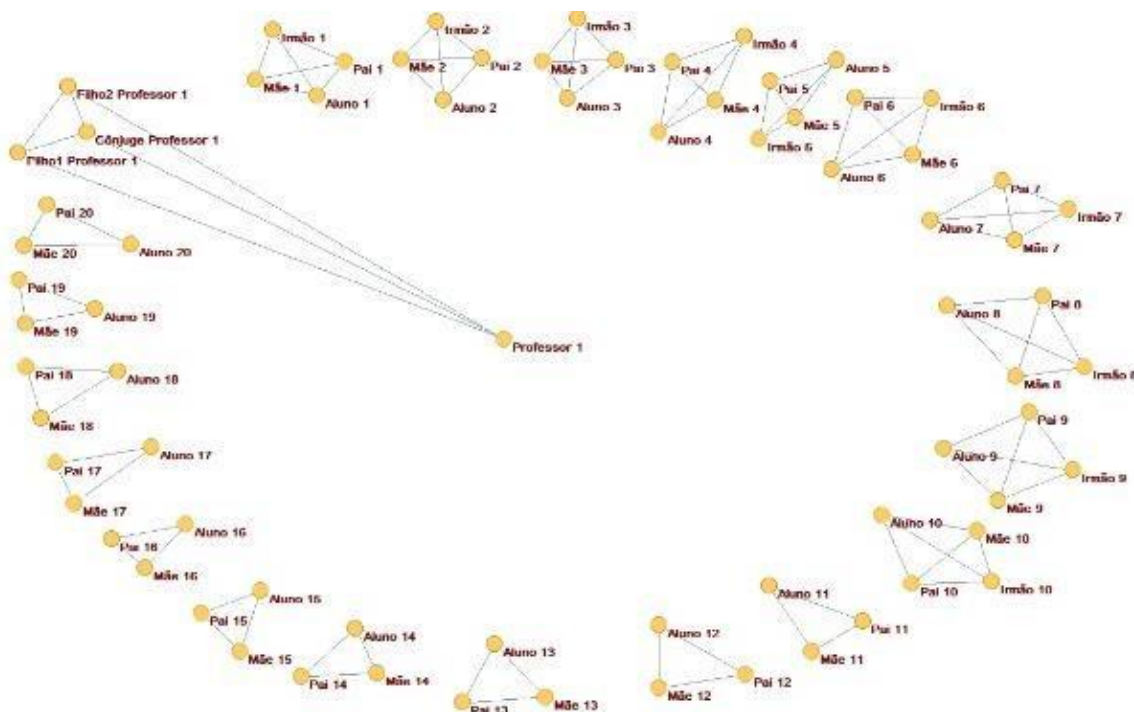 Irmão 1
Pai 1
Mãe 1
Aluno 1
Irmão 2
Mãe 2
Pai 2
Aluno 2
Irmão 3
Mãe 3
Pai 3
Aluno 3
Irmão 4
Pai 4
Mãe 4
Aluno 4
Aluno 5
Pai 5
Mãe 5
Irmão 5
Pai 6
Irmão 6
Mãe 6
Aluno 6
Pai 7
Irmão 7
Aluno 7
Mãe 7
Pai 8
Aluno 8
Irmão 8
Mãe 8
Pai 9
Aluno 9
Irmão 9
Mãe 9
Aluno 10
Mãe 10
Pai 10
Irmão 10
Aluno 11
Pai 11
Mãe 11
Aluno 12
Pai 12
Mãe 12
Aluno 13
Mãe 13
Pai 13
Aluno 14
Pai 14
Mãe 14
Aluno 15
Pai 15
Mãe 15
Aluno 16
Pai 16
Mãe 16
Aluno 17
Pai 17
Mãe 17
Pai 18
Aluno 18
Mãe 18
Pai 19
Aluno 19
Mãe 19
Pai 20
Mãe 20
Aluno 20
Filho2 Professor 1
Cônjuge Professor 1
Filho1 Professor 1
Professor 1